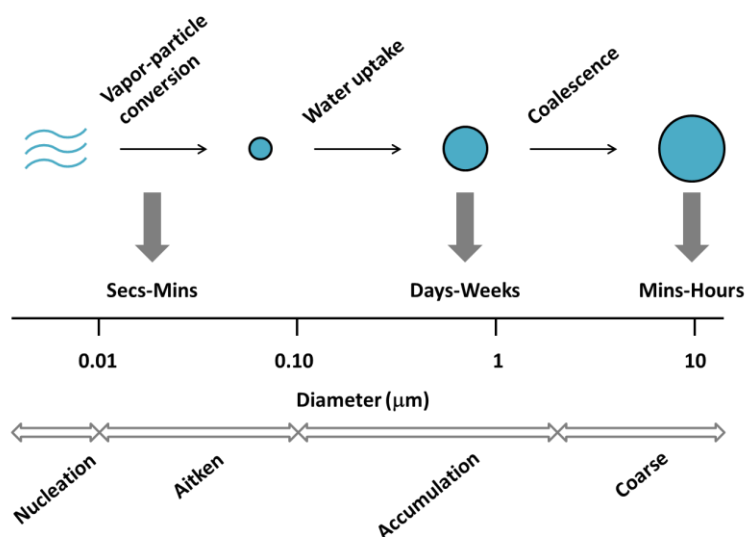 Vapor-particle
conversion
Water uptake
Coalescence
Secs-Mins
Days-Weeks
Mins-Hours
0.01
0.10
1
10
Diameter (μm)
Nucleation
Aitken
Accumulation
Coarse